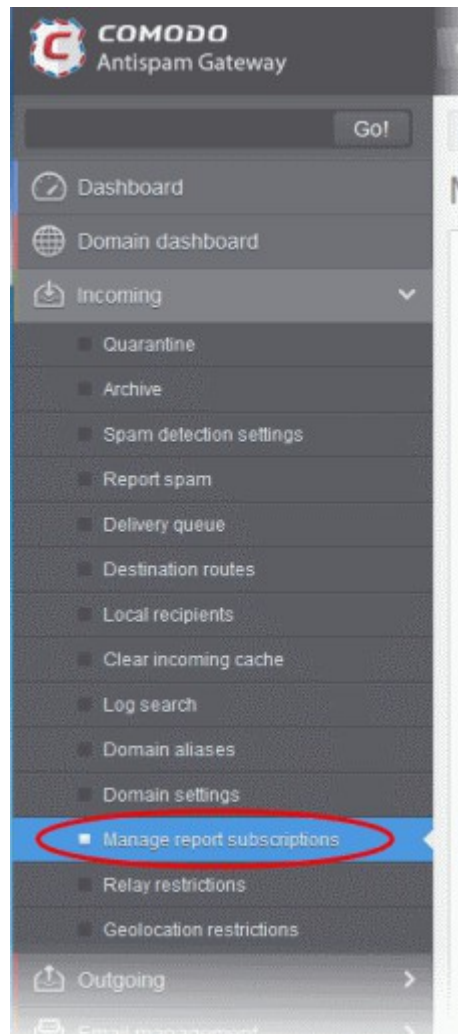 COMODO
Antispam Gateway
Go!
Dashboard
Domain dashboard
Incoming
Quarantine
Archive
Spam detection settings
Report spam
Delivery queue
Destination routes
Local recipients
Clear incoming cache
Log search
Domain aliases
Domain settings
Manage report subscriptions
Relay restrictions
Geolocation restrictions
Outgoing
Email management